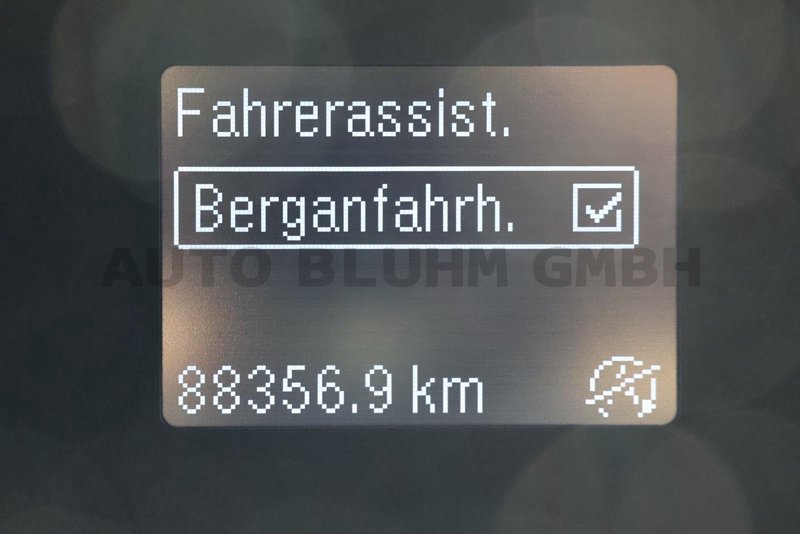 Fahrerassist.
Berganfahrh.
AUTO BLUHM GMBH
88356.9 km